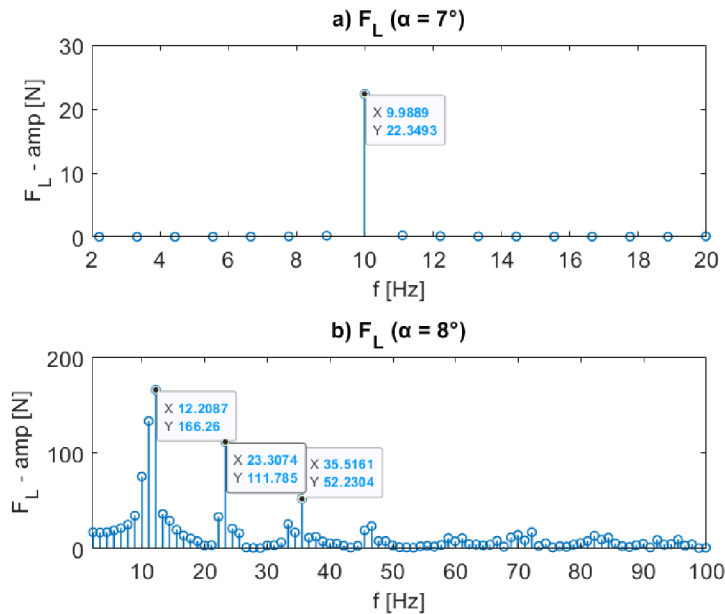 a) F_L (α = 7°)
F_L - amp [N]
30
20
10
0
X 9.9889
Y 22.3493
2 4 6 8 10 12 14 16 18 20
f [Hz]
b) F_L (α = 8°)
F_L - amp [N]
200
100
0
X 12.2087
Y 166.26
X 23.3074
Y 111.785
X 35.5161
Y 52.2304
10 20 30 40 50 60 70 80 90 100
f [Hz]